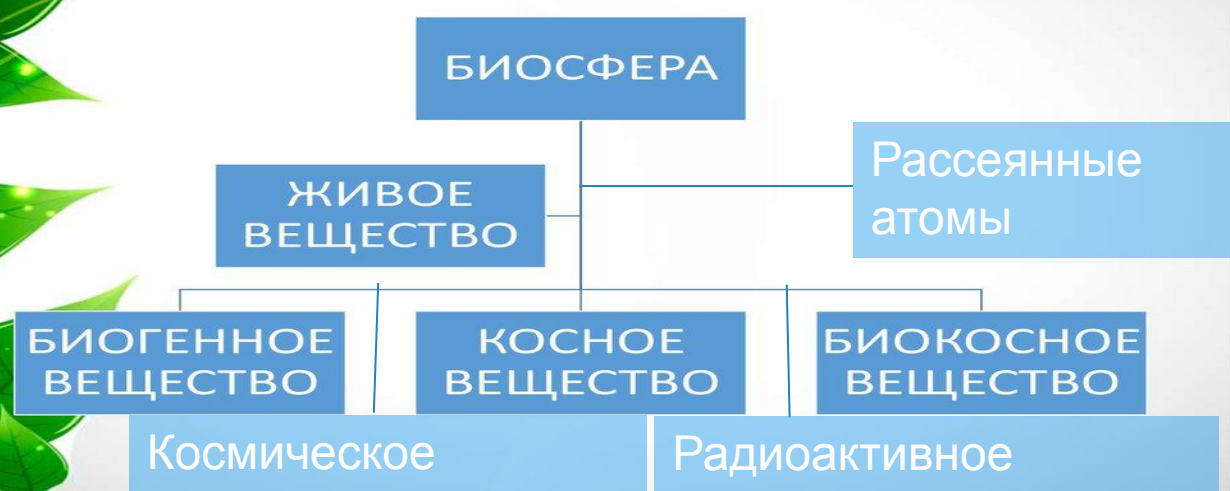 БИОСФЕРА
Рассеянные
атомы
ЖИВОЕ
ВЕЩЕСТВО
БИОГЕННОЕ
ВЕЩЕСТВО
КОСНОЕ
ВЕЩЕСТВО
БИОКОСНОЕ
ВЕЩЕСТВО
Космическое
Радиоактивное